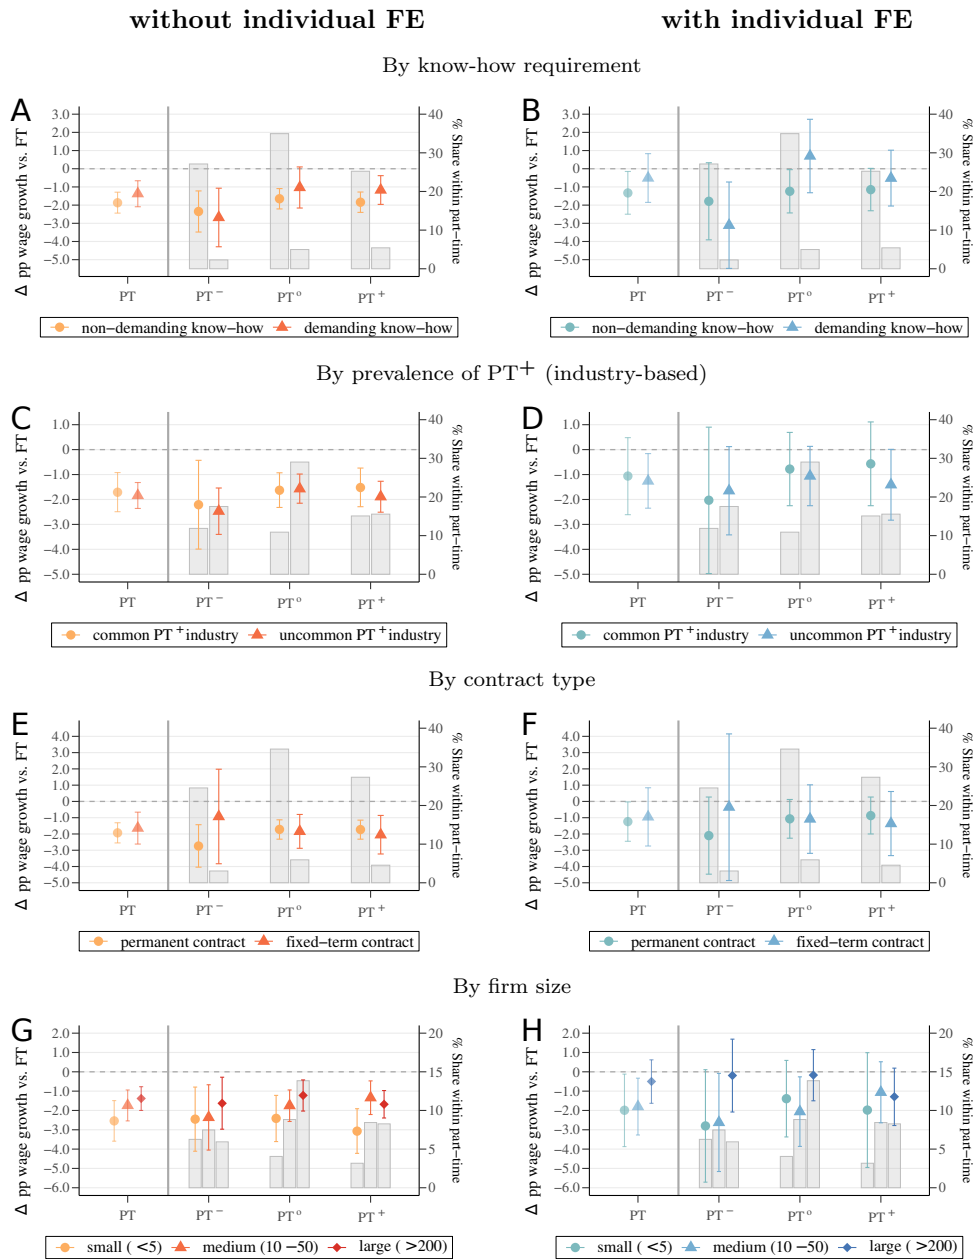 without individual FE
with individual FE
By know-how requirement
A
Δ pp wage growth vs. FT
3.0
2.0
1.0
0
−1.0
−2.0
−3.0
−4.0
−5.0
40
30
20
10
0
% Share within part−time
PT
PT −
PT o
PT +
non−demanding know−how
demanding know−how
B
Δ pp wage growth vs. FT
3.0
2.0
1.0
0
−1.0
−2.0
−3.0
−4.0
−5.0
40
30
20
10
0
% Share within part−time
PT
PT −
PT o
PT +
non−demanding know−how
demanding know−how
By prevalence of PT+ (industry-based)
C
Δ pp wage growth vs. FT
1.0
0
−1.0
−2.0
−3.0
−4.0
−5.0
40
30
20
10
0
% Share within part−time
PT
PT −
PT o
PT +
common PT + industry
uncommon PT + industry
D
Δ pp wage growth vs. FT
1.0
0
−1.0
−2.0
−3.0
−4.0
−5.0
40
30
20
10
0
% Share within part−time
PT
PT −
PT o
PT +
common PT + industry
uncommon PT + industry
By contract type
E
Δ pp wage growth vs. FT
4.0
3.0
2.0
1.0
0
−1.0
−2.0
−3.0
−4.0
−5.0
40
30
20
10
0
% Share within part−time
PT
PT −
PT o
PT +
permanent contract
fixed−term contract
F
Δ pp wage growth vs. FT
4.0
3.0
2.0
1.0
0
−1.0
−2.0
−3.0
−4.0
−5.0
40
30
20
10
0
% Share within part−time
PT
PT −
PT o
PT +
permanent contract
fixed−term contract
By firm size
G
Δ pp wage growth vs. FT
2.0
1.0
0
−1.0
−2.0
−3.0
−4.0
−5.0
−6.0
20
15
10
5
0
% Share within part−time
PT
PT −
PT o
PT +
small ( <5)
medium (10 −50)
large ( >200)
H
Δ pp wage growth vs. FT
2.0
1.0
0
−1.0
−2.0
−3.0
−4.0
−5.0
−6.0
20
15
10
5
0
% Share within part−time
PT
PT −
PT o
PT +
small ( <5)
medium (10 −50)
large ( >200)